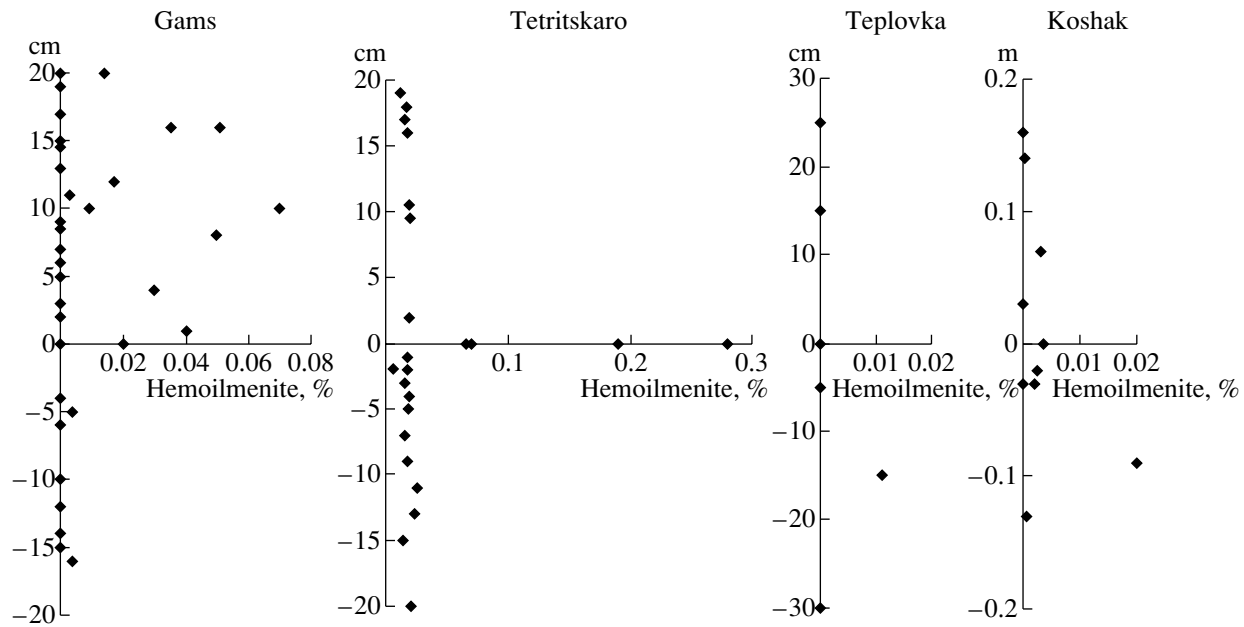 Gams
cm
20
15
10
5
0
–5
–10
–15
–20
0.02 0.04 0.06 0.08
Hemoilmenite, %
Tetritskaro
cm
20
15
10
5
0
–5
–10
–15
–20
0.1 0.2 0.3
Hemoilmenite, %
Teplovka
cm
30
20
10
0
–10
–20
–30
0.01 0.02
Hemoilmenite, %
Koshak
m
0.2
0.1
0
–0.1
–0.2
0.01 0.02
Hemoilmenite, %